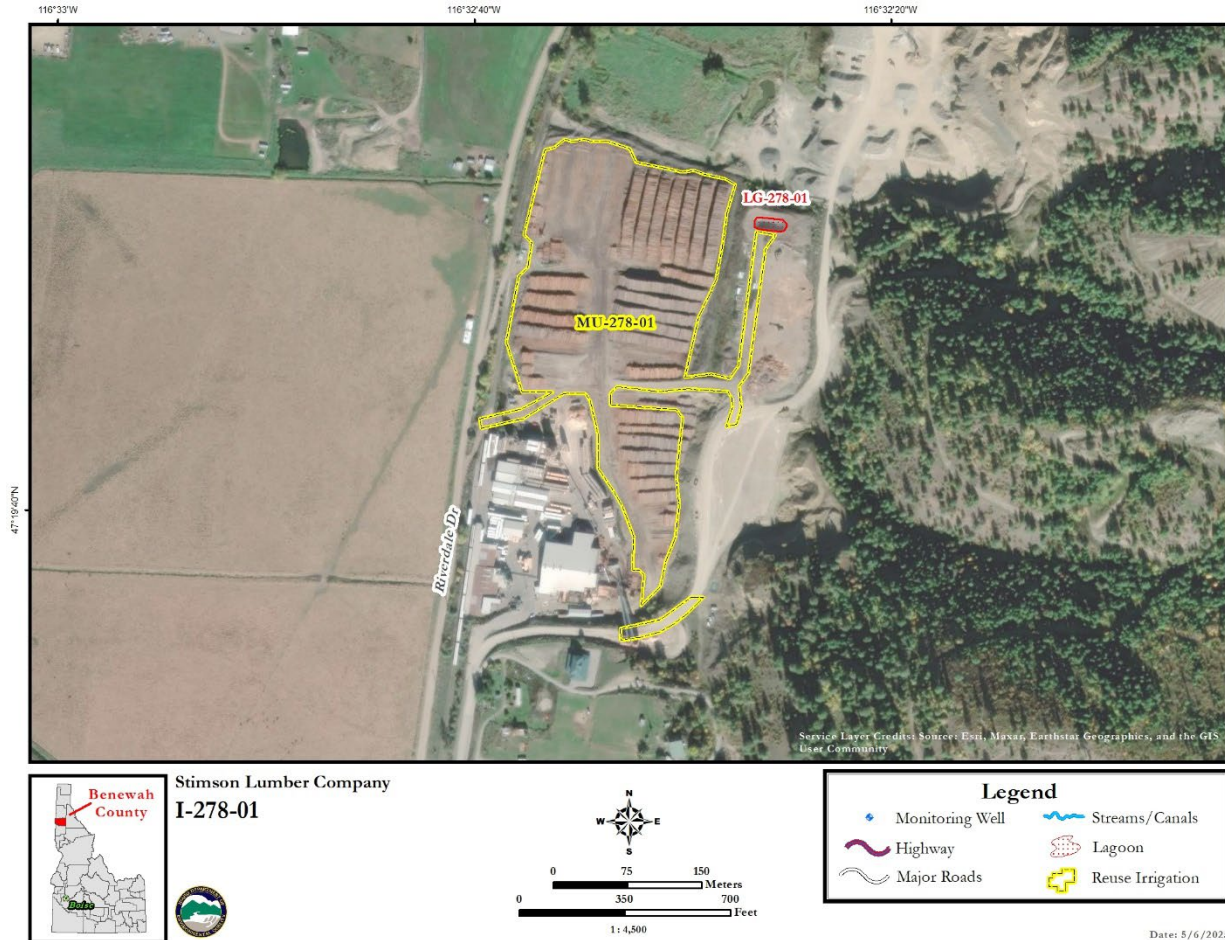 116°33'W
116°32'40"W
116°32'20"W
47°19'40"N
LG-278-01
MU-278-01
Riverdale Dr
Service Layer Credits: Source: Esri, Maxar, Earthstar Geographics, and the GIS
User Community
Benewah
County
Boise
Stimson Lumber Company
I-278-01
N
W
E
S
0 75 150
Meters
0 350 700
Feet
1 : 4,500
Legend
Monitoring Well
Streams/Canals
Highway
Lagoon
Major Roads
Reuse Irrigation
Date: 5/6/202